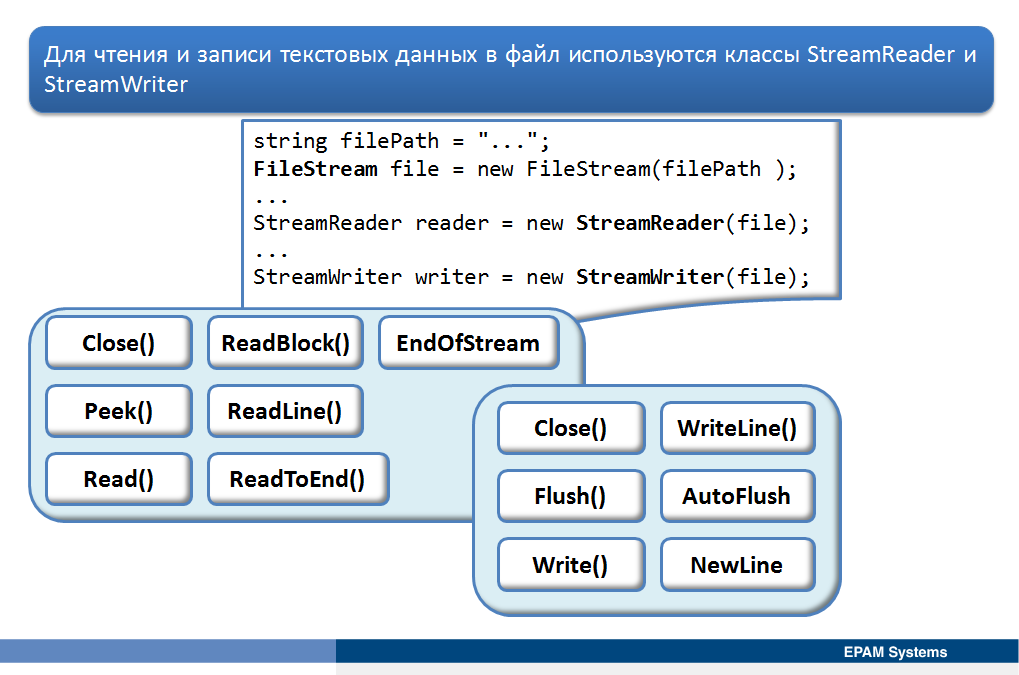 Для чтения и записи текстовых данных в файл используются классы StreamReader и
StreamWriter
string filePath = "...";
FileStream file = new FileStream(filePath );
...
StreamReader reader = new StreamReader(file);
...
StreamWriter writer = new StreamWriter(file);
Close() ReadBlock() EndOfStream
Peek() ReadLine()
Read() ReadToEnd()
Close() WriteLine()
Flush() AutoFlush
Write() NewLine
EPAM Systems